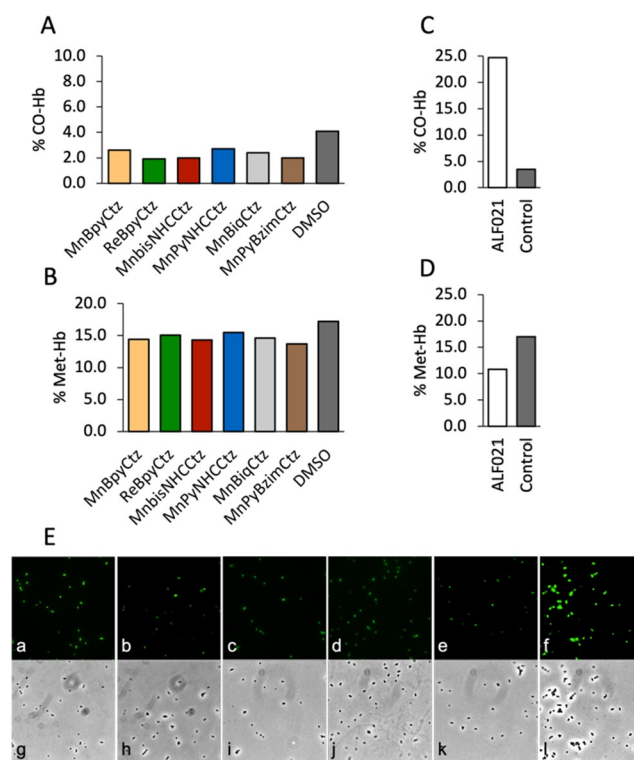 A
% CO-Hb
10.0
8.0
6.0
4.0
2.0
0.0
MnBpyCtz
ReBpyCtz
MnbisNHCCtz
MnPyNHCCtz
MnBiqCtz
MnPyBzimCtz
DMSO
C
% CO-Hb
25.0
20.0
15.0
10.0
5.0
0.0
ALF021
Control
B
% Met-Hb
20.0
15.0
10.0
5.0
0.0
MnBpyCtz
ReBpyCtz
MnbisNHCCtz
MnPyNHCCtz
MnBiqCtz
MnPyBzimCtz
DMSO
D
% Met-Hb
20.0
15.0
10.0
5.0
0.0
ALF021
Control
E
a b c d e f
g h i j k l